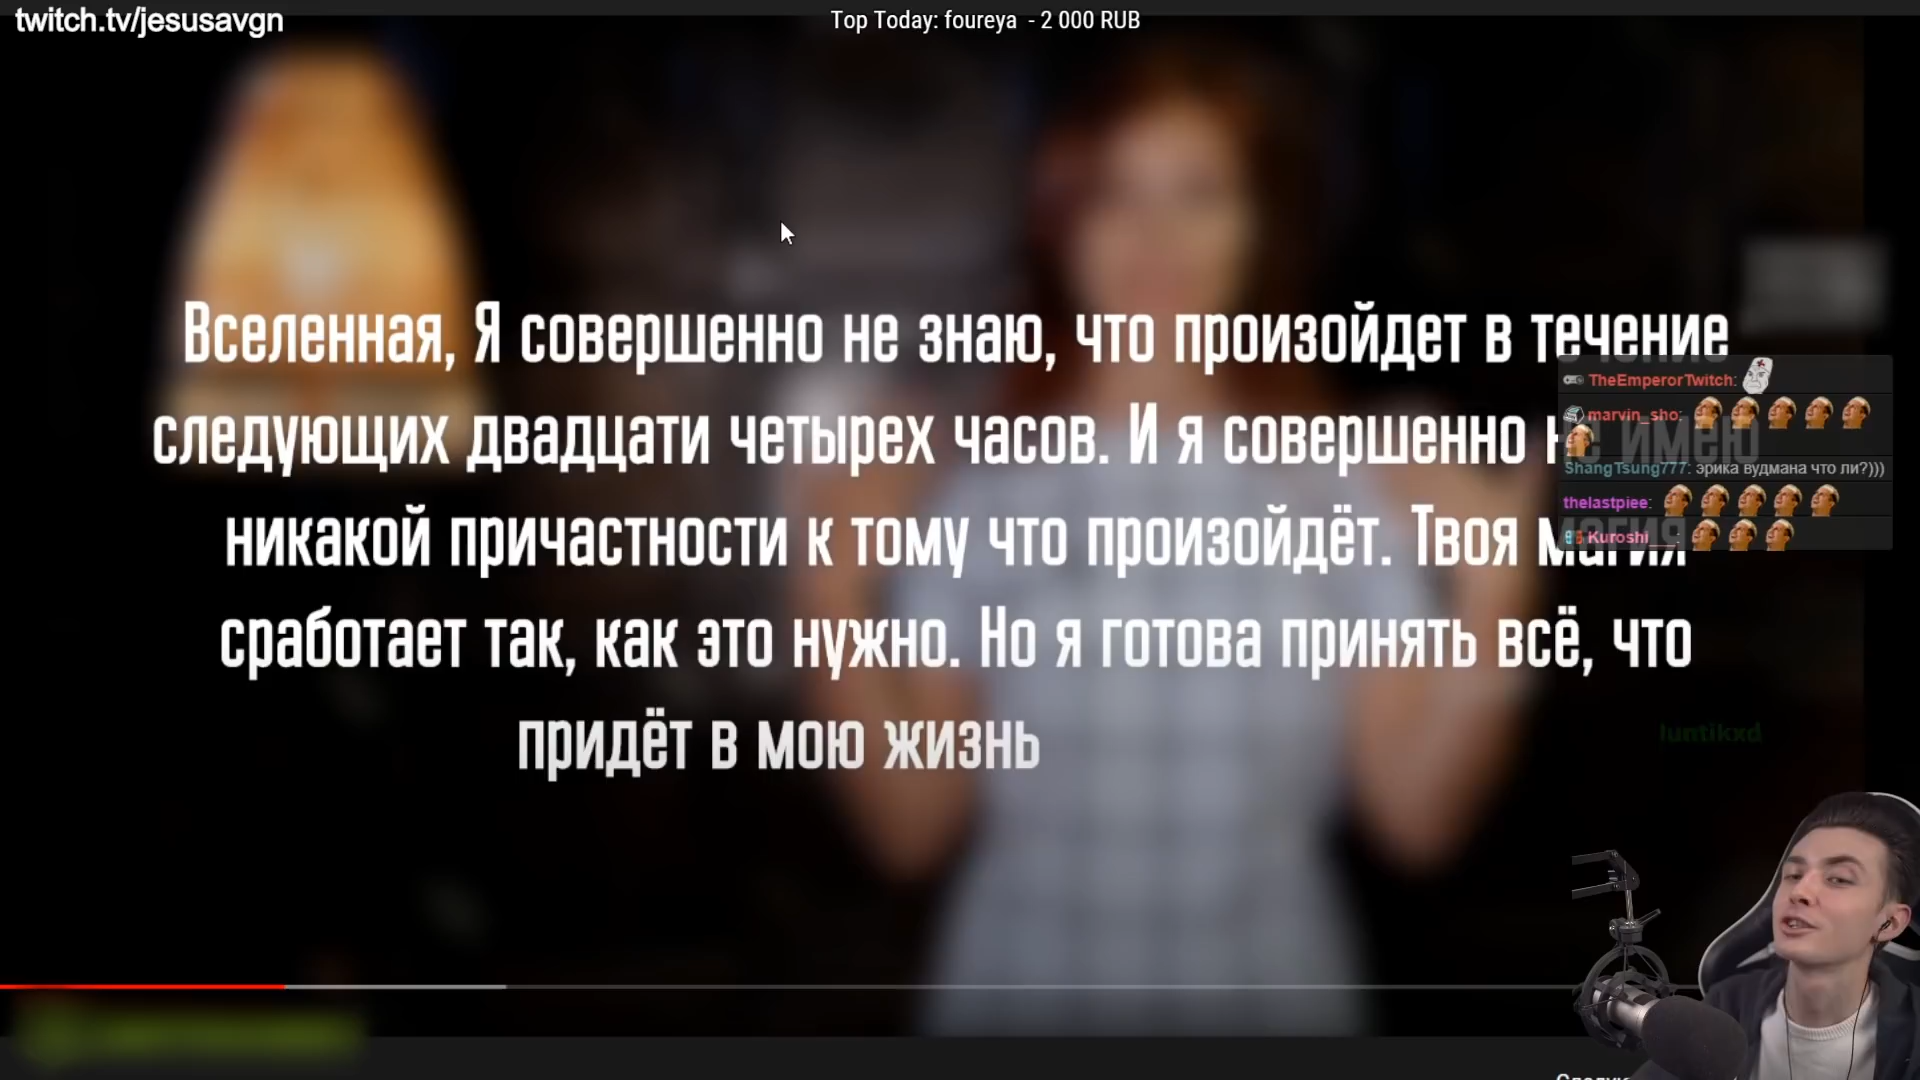 twitch.tv/jesusavgn
Top Today: foureya - 2 000 RUB
Вселенная, Я совершенно не знаю, что произойдет в течение
следующих двадцати четырех часов. И я совершенно не имею
никакой причастности к тому что произойдёт. Твоя магия
сработает так, как это нужно. Но я готова принять всё, что
придёт в мою жизнь
TheEmperorTwitch:
marvin_sho:
ShangTsung777: эрика вудмана что ли?)))
thelastpiee:
Kuroshi__:
luntikxd